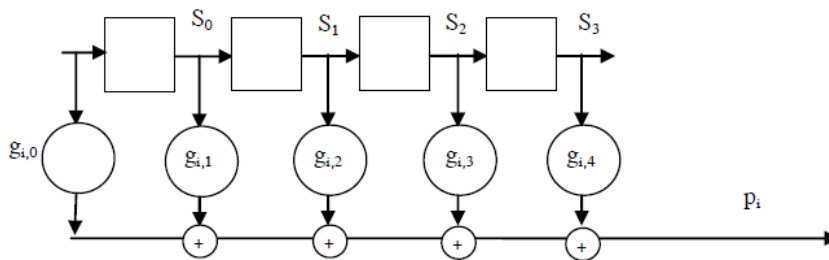 S₀ S₁ S₂ S₃
gᵢ,₀ gᵢ,₁ gᵢ,₂ gᵢ,₃ gᵢ,₄
pᵢ
+ + + +